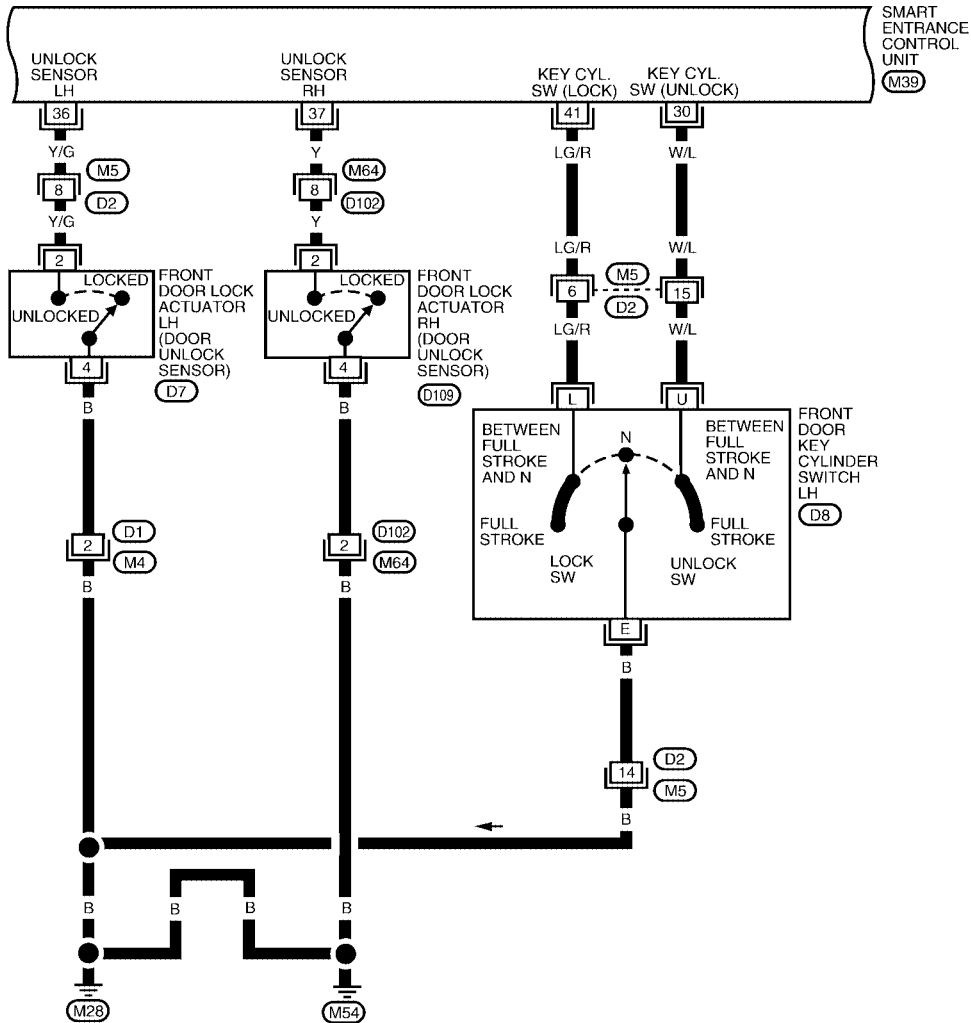 SMART
ENTRANCE
CONTROL
UNIT
M39
UNLOCK
SENSOR
LH
UNLOCK
SENSOR
RH
KEY CYL.
SW (LOCK)
KEY CYL.
SW (UNLOCK)
36
37
41
30
Y/G
Y
LG/R
W/L
8
M5
D2
8
M64
D102
Y/G
Y
LG/R
W/L
6
M5
D2
15
LG/R
W/L
2
LOCKED
UNLOCKED
4
FRONT
DOOR LOCK
ACTUATOR
LH
(DOOR
UNLOCK
SENSOR)
D7
2
LOCKED
UNLOCKED
4
FRONT
DOOR LOCK
ACTUATOR
RH
(DOOR
UNLOCK
SENSOR)
D109
L
U
BETWEEN
FULL
STROKE
AND N
N
BETWEEN
FULL
STROKE
AND N
FULL
STROKE
FULL
STROKE
LOCK
SW
UNLOCK
SW
E
FRONT
DOOR
KEY
CYLINDER
SWITCH
LH
D8
B
B
2
D1
M4
2
D102
M64
B
B
B
14
D2
M5
B
B
B
B
B
M28
M54